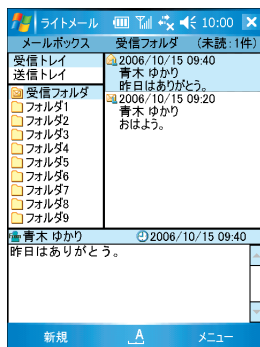 ライトメール 10:00
メールボックス 受信フォルダ (未読:1件)
受信トレイ
送信トレイ
受信フォルダ
フォルダ1
フォルダ2
フォルダ3
フォルダ4
フォルダ5
フォルダ6
フォルダ7
フォルダ8
フォルダ9
2006/10/15 09:40
青木 ゆかり
昨日はありがとう。
2006/10/15 09:20
青木 ゆかり
おはよう。
青木 ゆかり 2006/10/15 09:40
昨日はありがとう。
新規 A メニュー